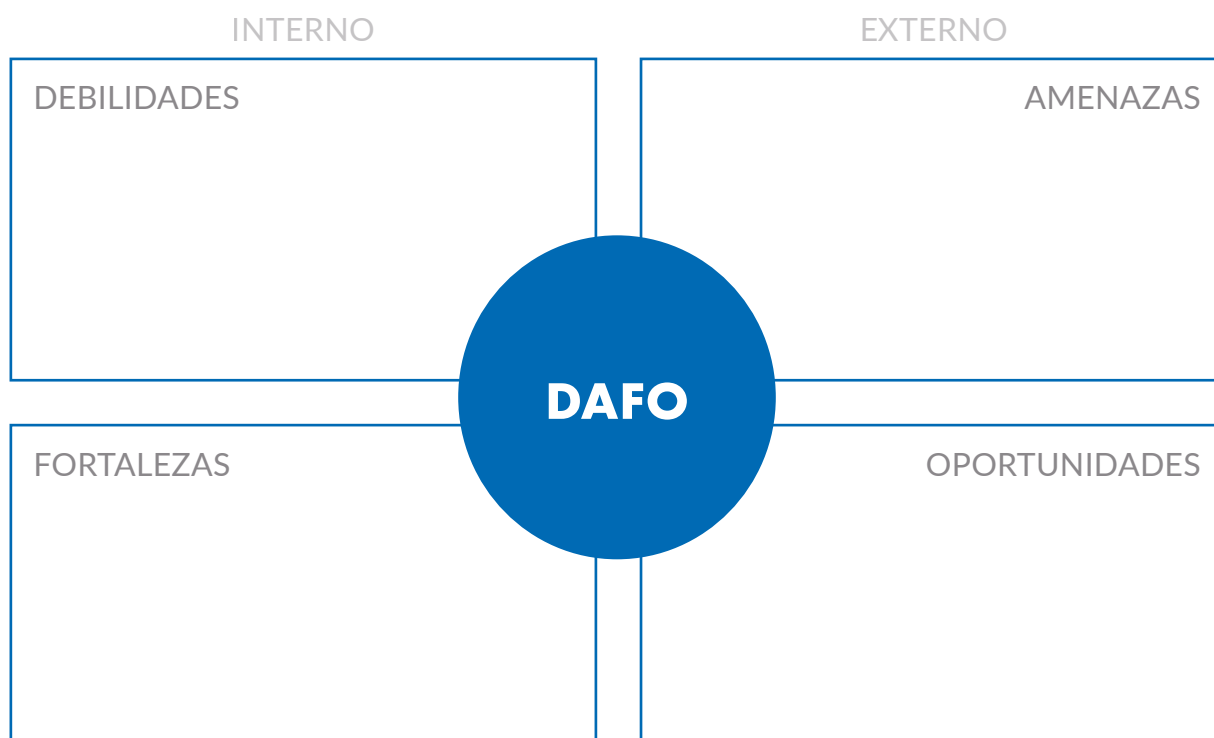 INTERNO
EXTERNO
DEBILIDADES
AMENAZAS
DAFO
FORTALEZAS
OPORTUNIDADES